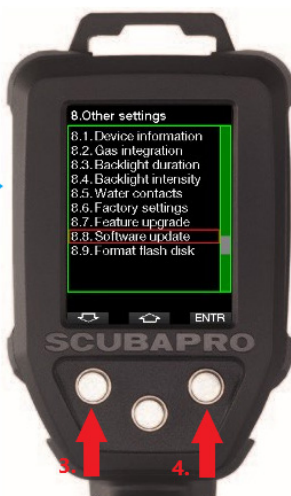 8.Other settings
8.1. Device information
8.2. Gas integration
8.3. Backlight duration
8.4. Backlight intensity
8.5. Water contacts
8.6. Factory settings
8.7. Feature upgrade
8.8. Software update
8.9. Format flash disk
ENTR
SCUBAPRO
3. 4.